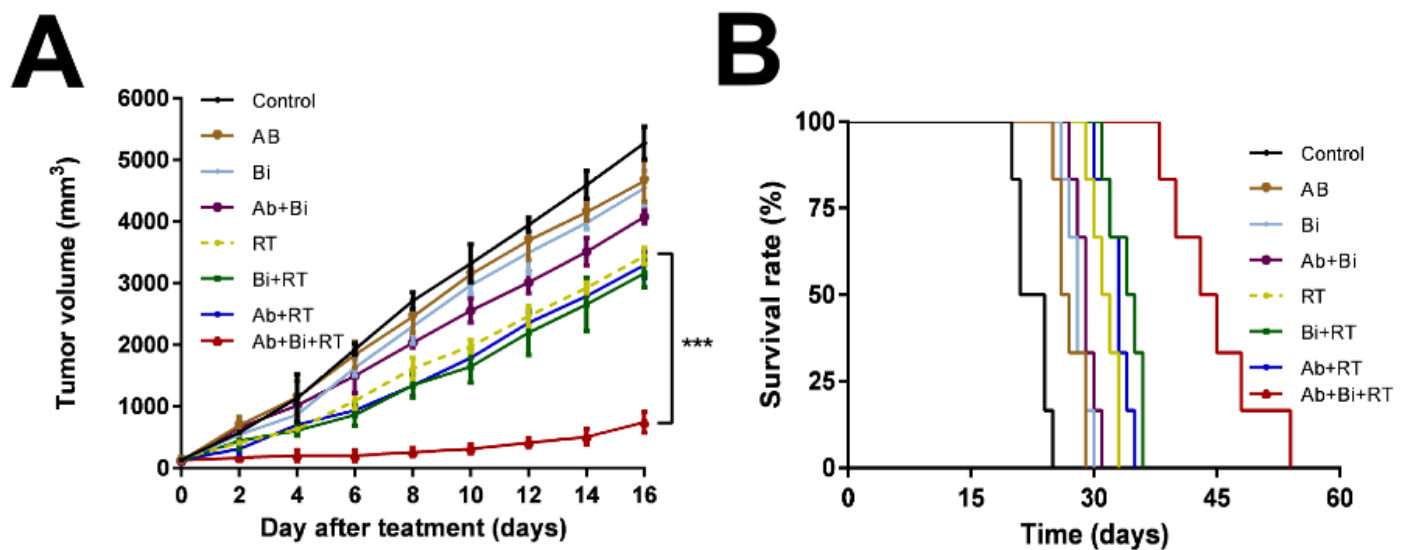 A
Tumor volume (mm3)
6000
5000
4000
3000
2000
1000
0
Control
AB
Bi
Ab+Bi
RT
Bi+RT
Ab+RT
Ab+Bi+RT
***
0 2 4 6 8 10 12 14 16
Day after teatment (days)
B
Survival rate (%)
100
75
50
25
0
Control
AB
Bi
Ab+Bi
RT
Bi+RT
Ab+RT
Ab+Bi+RT
0 15 30 45 60
Time (days)